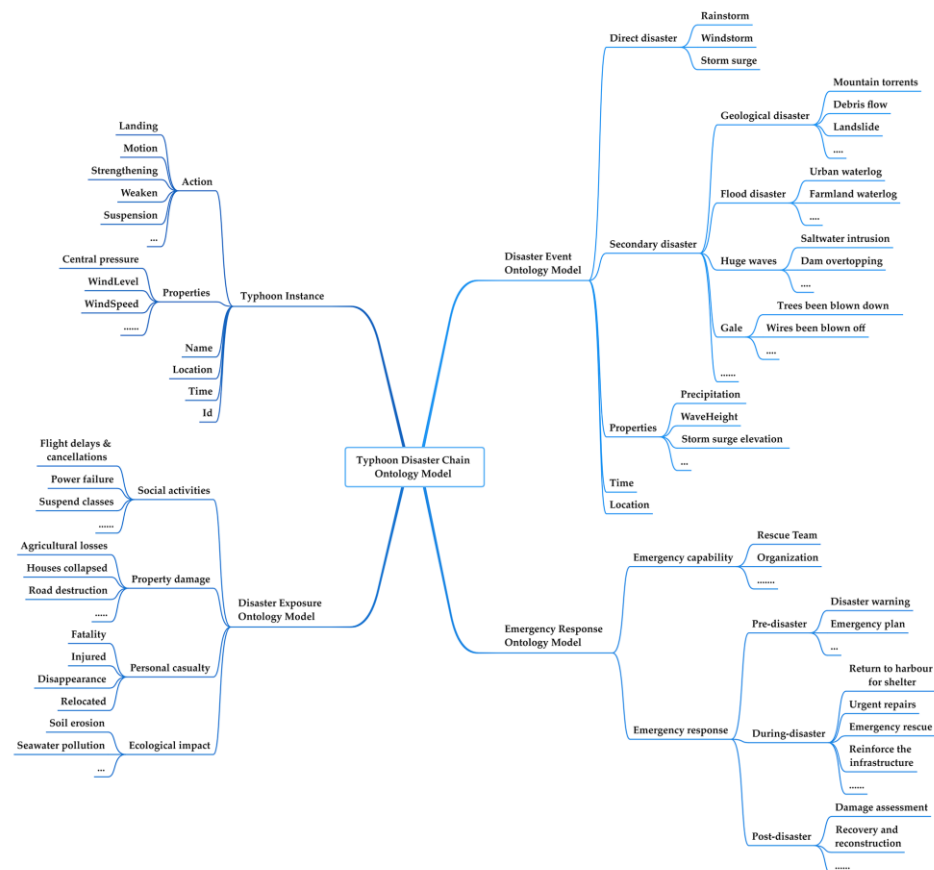 Typhoon Disaster Chain
Ontology Model
Typhoon Instance
Action
Landing
Motion
Strengthening
Weaken
Suspension
...
Properties
Central pressure
WindLevel
WindSpeed
......
Name
Location
Time
Id
Disaster Exposure
Ontology Model
Social activities
Flight delays &
cancellations
Power failure
Suspend classes
......
Property damage
Agricultural losses
Houses collapsed
Road destruction
.....
Personal casualty
Fatality
Injured
Disappearance
Relocated
Ecological impact
Soil erosion
Seawater pollution
...
Disaster Event
Ontology Model
Direct disaster
Rainstorm
Windstorm
Storm surge
Secondary disaster
Geological disaster
Mountain torrents
Debris flow
Landslide
....
Flood disaster
Urban waterlog
Farmland waterlog
....
Huge waves
Saltwater intrusion
Dam overtopping
....
Gale
Trees been blown down
Wires been blown off
....
......
Properties
Precipitation
WaveHeight
Storm surge elevation
...
Time
Location
Emergency Response
Ontology Model
Emergency capability
Rescue Team
Organization
.......
Emergency response
Pre-disaster
Disaster warning
Emergency plan
...
During-disaster
Return to harbour
for shelter
Urgent repairs
Emergency rescue
Reinforce the
infrastructure
......
Post-disaster
Damage assessment
Recovery and
reconstruction
......